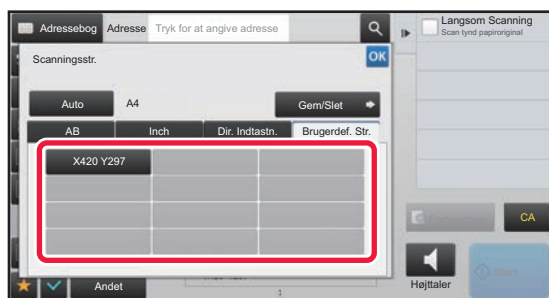 Adressebog Adresse Tryk for at angive adresse
Langsom Scanning
Scan tynd papiroriginal
Scanningsstr.
OK
Auto A4 Gem/Slet
AB Inch Dir. Indtastn. Brugerdef. Str.
X420 Y297
CA
Start
Andet
Højttaler